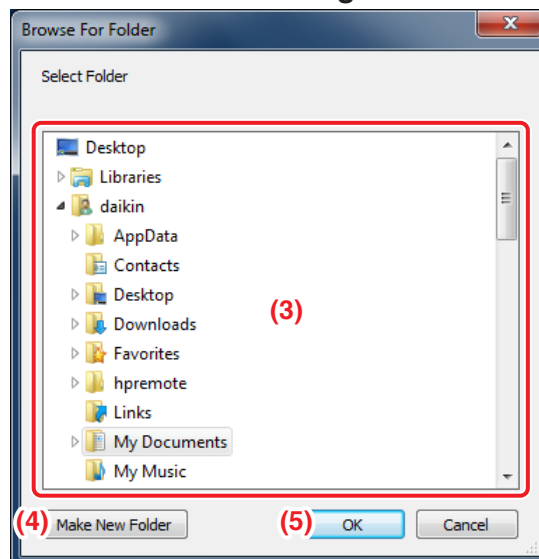 Browse For Folder
Select Folder
Desktop
Libraries
daikin
AppData
Contacts
Desktop
(3)
Downloads
Favorites
hpremote
Links
My Documents
My Music
(4) Make New Folder (5) OK Cancel